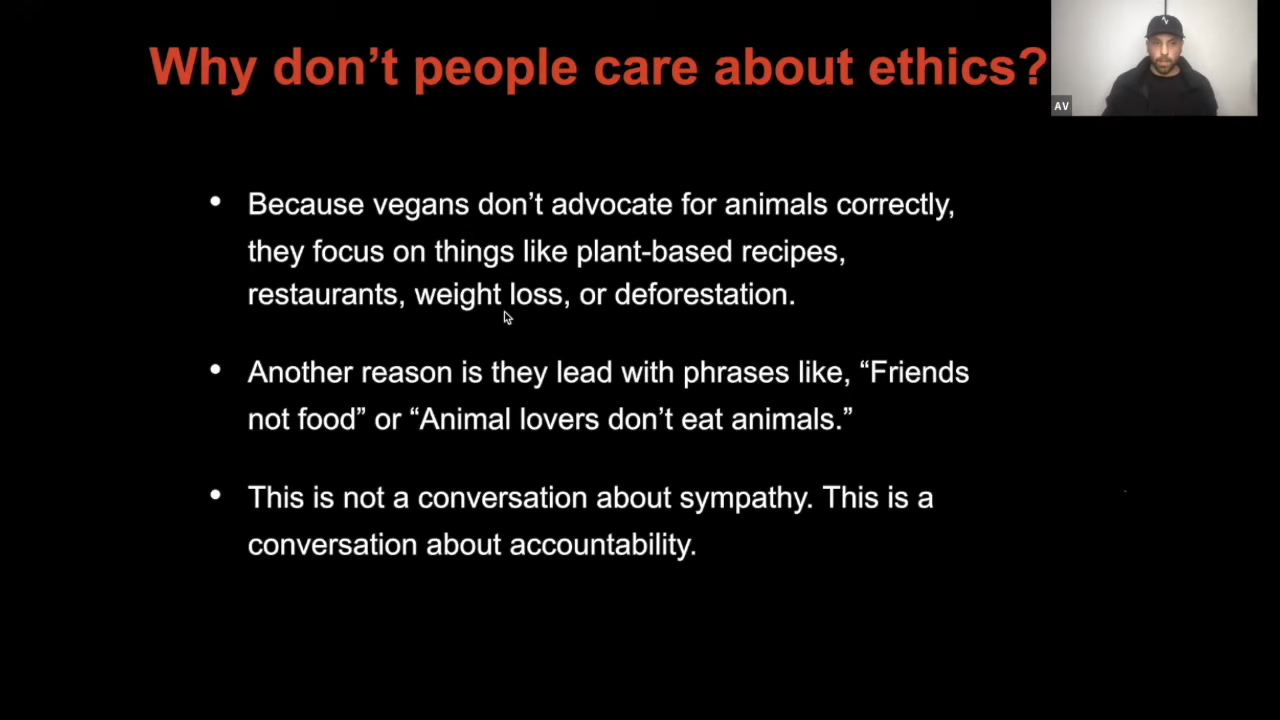 Why don’t people care about ethics?
AV
• Because vegans don’t advocate for animals correctly,
they focus on things like plant-based recipes,
restaurants, weight loss, or deforestation.
• Another reason is they lead with phrases like, “Friends
not food” or “Animal lovers don’t eat animals.”
• This is not a conversation about sympathy. This is a
conversation about accountability.